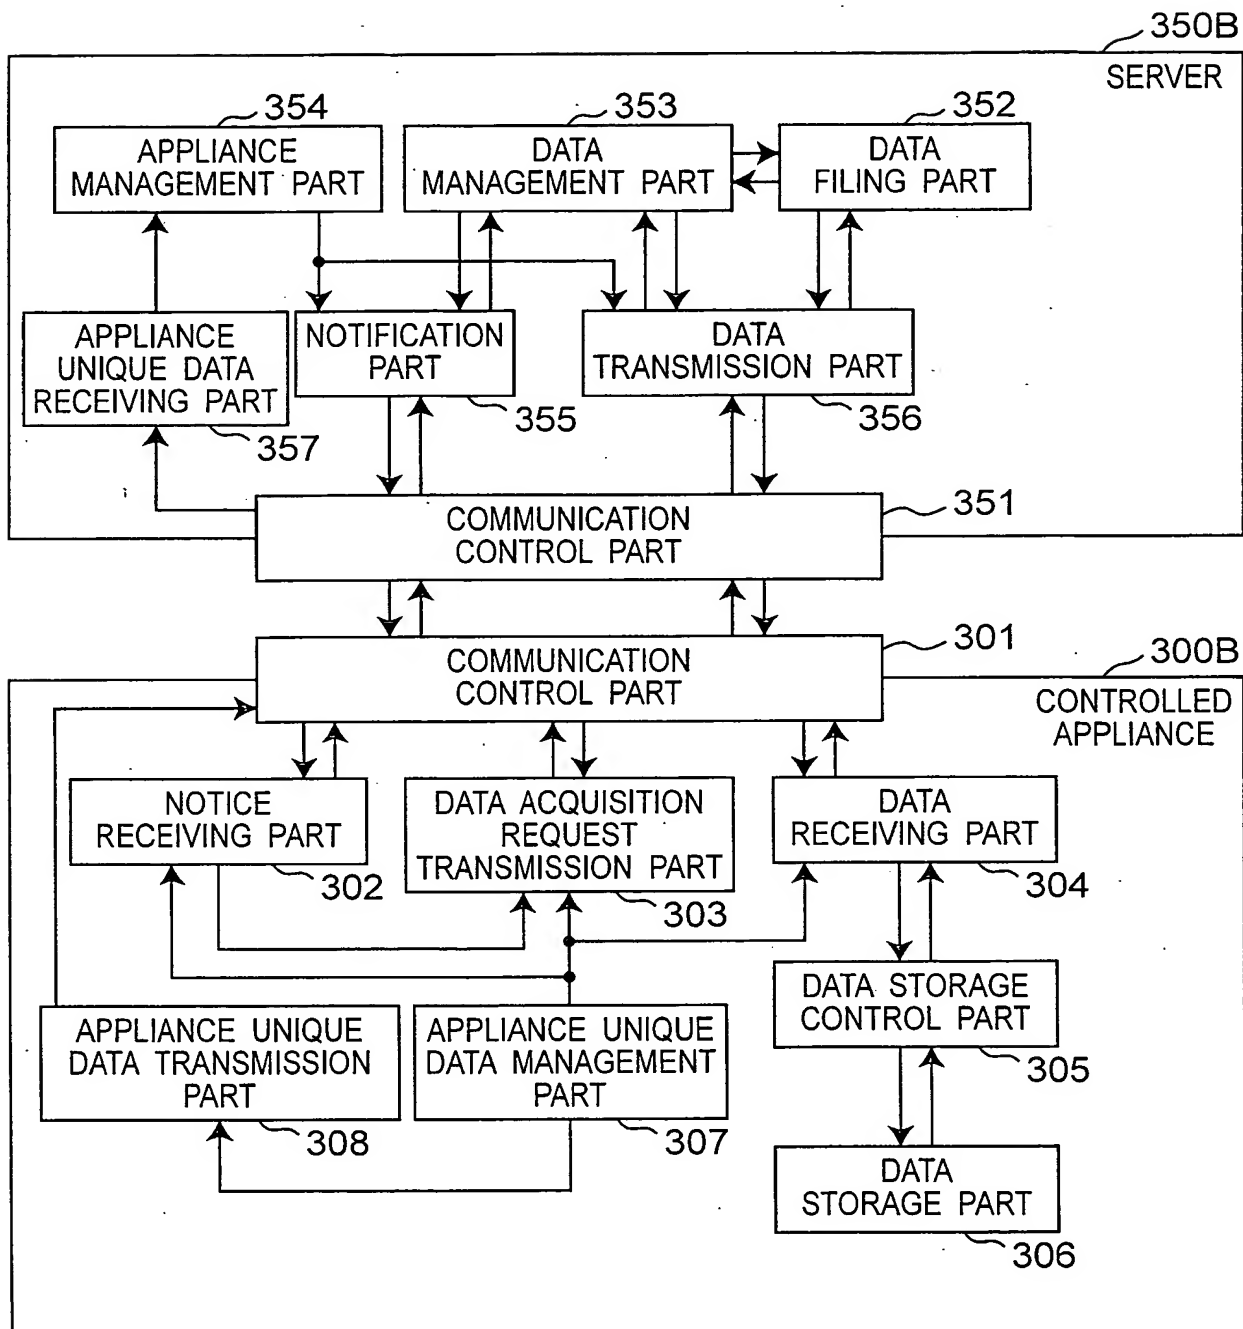 350B
SERVER
354
353
352
APPLIANCE
MANAGEMENT PART
DATA
MANAGEMENT PART
DATA
FILING PART
APPLIANCE
UNIQUE DATA
RECEIVING PART
357
NOTIFICATION
PART
355
DATA
TRANSMISSION PART
356
COMMUNICATION
CONTROL PART
351
COMMUNICATION
CONTROL PART
301
300B
CONTROLLED
APPLIANCE
NOTICE
RECEIVING PART
302
DATA ACQUISITION
REQUEST
TRANSMISSION PART
303
DATA
RECEIVING PART
304
DATA STORAGE
CONTROL PART
305
APPLIANCE UNIQUE
DATA TRANSMISSION
PART
308
APPLIANCE UNIQUE
DATA MANAGEMENT
PART
307
DATA
STORAGE PART
306